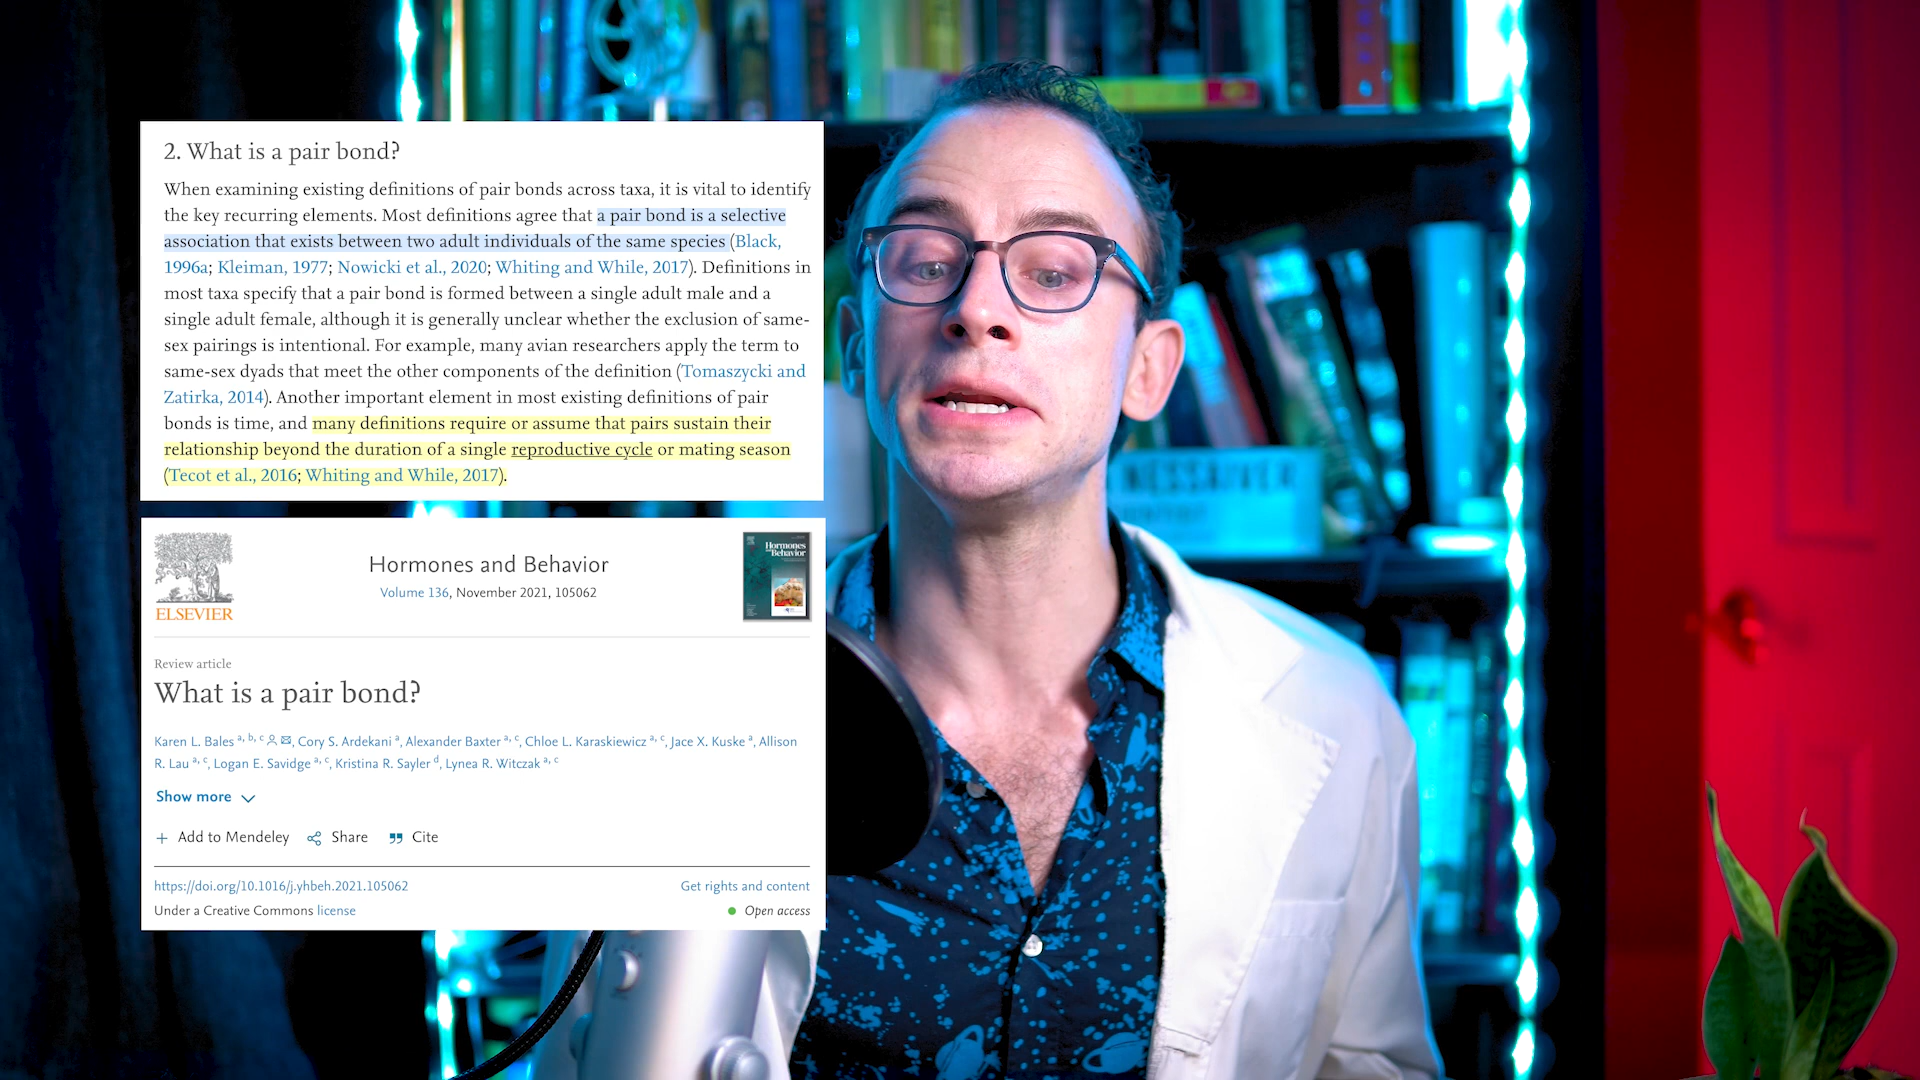 2. What is a pair bond?
When examining existing definitions of pair bonds across taxa, it is vital to identify
the key recurring elements. Most definitions agree that a pair bond is a selective
association that exists between two adult individuals of the same species (Black,
1996a; Kleiman, 1977; Nowicki et al., 2020; Whiting and While, 2017). Definitions in
most taxa specify that a pair bond is formed between a single adult male and a
single adult female, although it is generally unclear whether the exclusion of same-
sex pairings is intentional. For example, many avian researchers apply the term to
same-sex dyads that meet the other components of the definition (Tomaszycki and
Zatirka, 2014). Another important element in most existing definitions of pair
bonds is time, and many definitions require or assume that pairs sustain their
relationship beyond the duration of a single reproductive cycle or mating season
(Tecot et al., 2016; Whiting and While, 2017).
ELSEVIER
Hormones and Behavior
Volume 136, November 2021, 105062
Hormones
and Behavior
Review article
What is a pair bond?
Karen L. Bales a, b, c, Cory S. Ardekani a, Alexander Baxter a, c, Chloe L. Karaskiewicz a, c, Jace X. Kuske a, Allison
R. Lau a, c, Logan E. Savidge a, c, Kristina R. Sayler d, Lynea R. Witczak a, c
Show more
+ Add to Mendeley Share Cite
https://doi.org/10.1016/j.yhbeh.2021.105062 Get rights and content
Under a Creative Commons license Open access